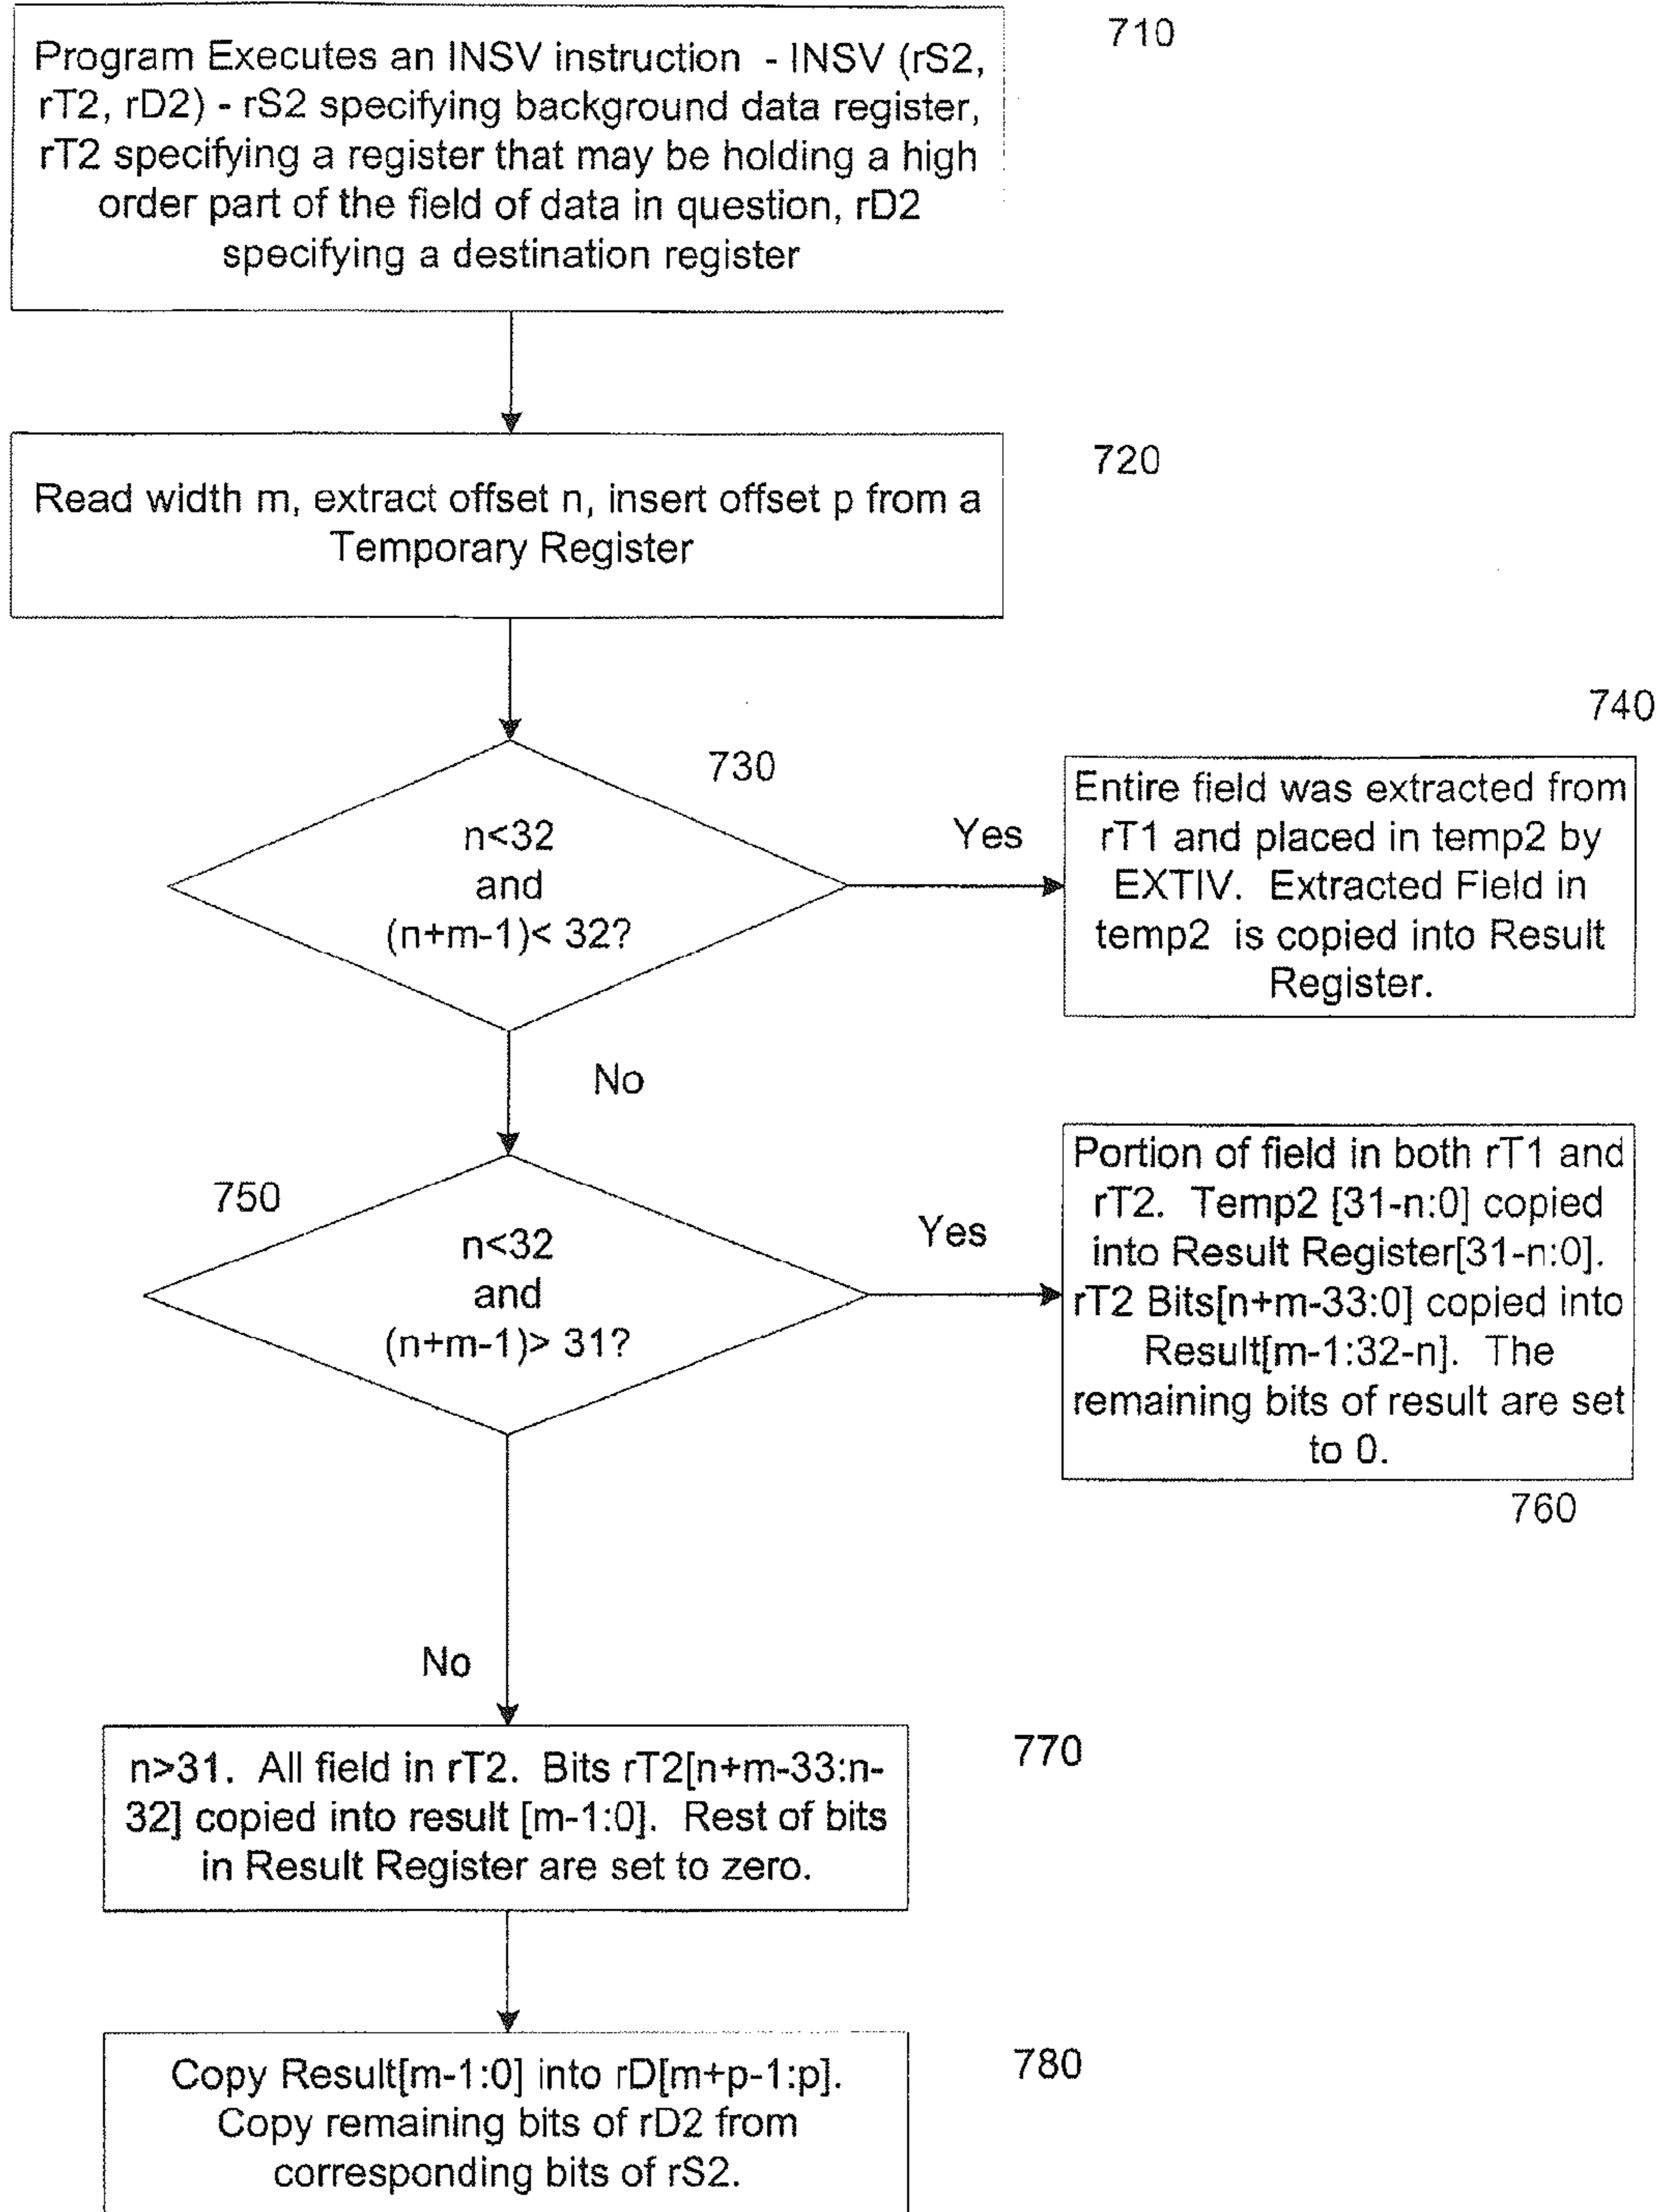 710
Program Executes an INSV instruction - INSV (rS2,
rT2, rD2) - rS2 specifying background data register,
rT2 specifying a register that may be holding a high
order part of the field of data in question, rD2
specifying a destination register
720
Read width m, extract offset n, insert offset p from a
Temporary Register
730
n<32
and
(n+m-1)< 32?
Yes
740
Entire field was extracted from
rT1 and placed in temp2 by
EXTIV. Extracted Field in
temp2 is copied into Result
Register.
No
750
n<32
and
(n+m-1)> 31?
Yes
Portion of field in both rT1 and
rT2. Temp2 [31-n:0] copied
into Result Register[31-n:0].
rT2 Bits[n+m-33:0] copied into
Result[m-1:32-n]. The
remaining bits of result are set
to 0.
760
No
770
n>31. All field in rT2. Bits rT2[n+m-33:n-
32] copied into result [m-1:0]. Rest of bits
in Result Register are set to zero.
780
Copy Result[m-1:0] into rD[m+p-1:p].
Copy remaining bits of rD2 from
corresponding bits of rS2.